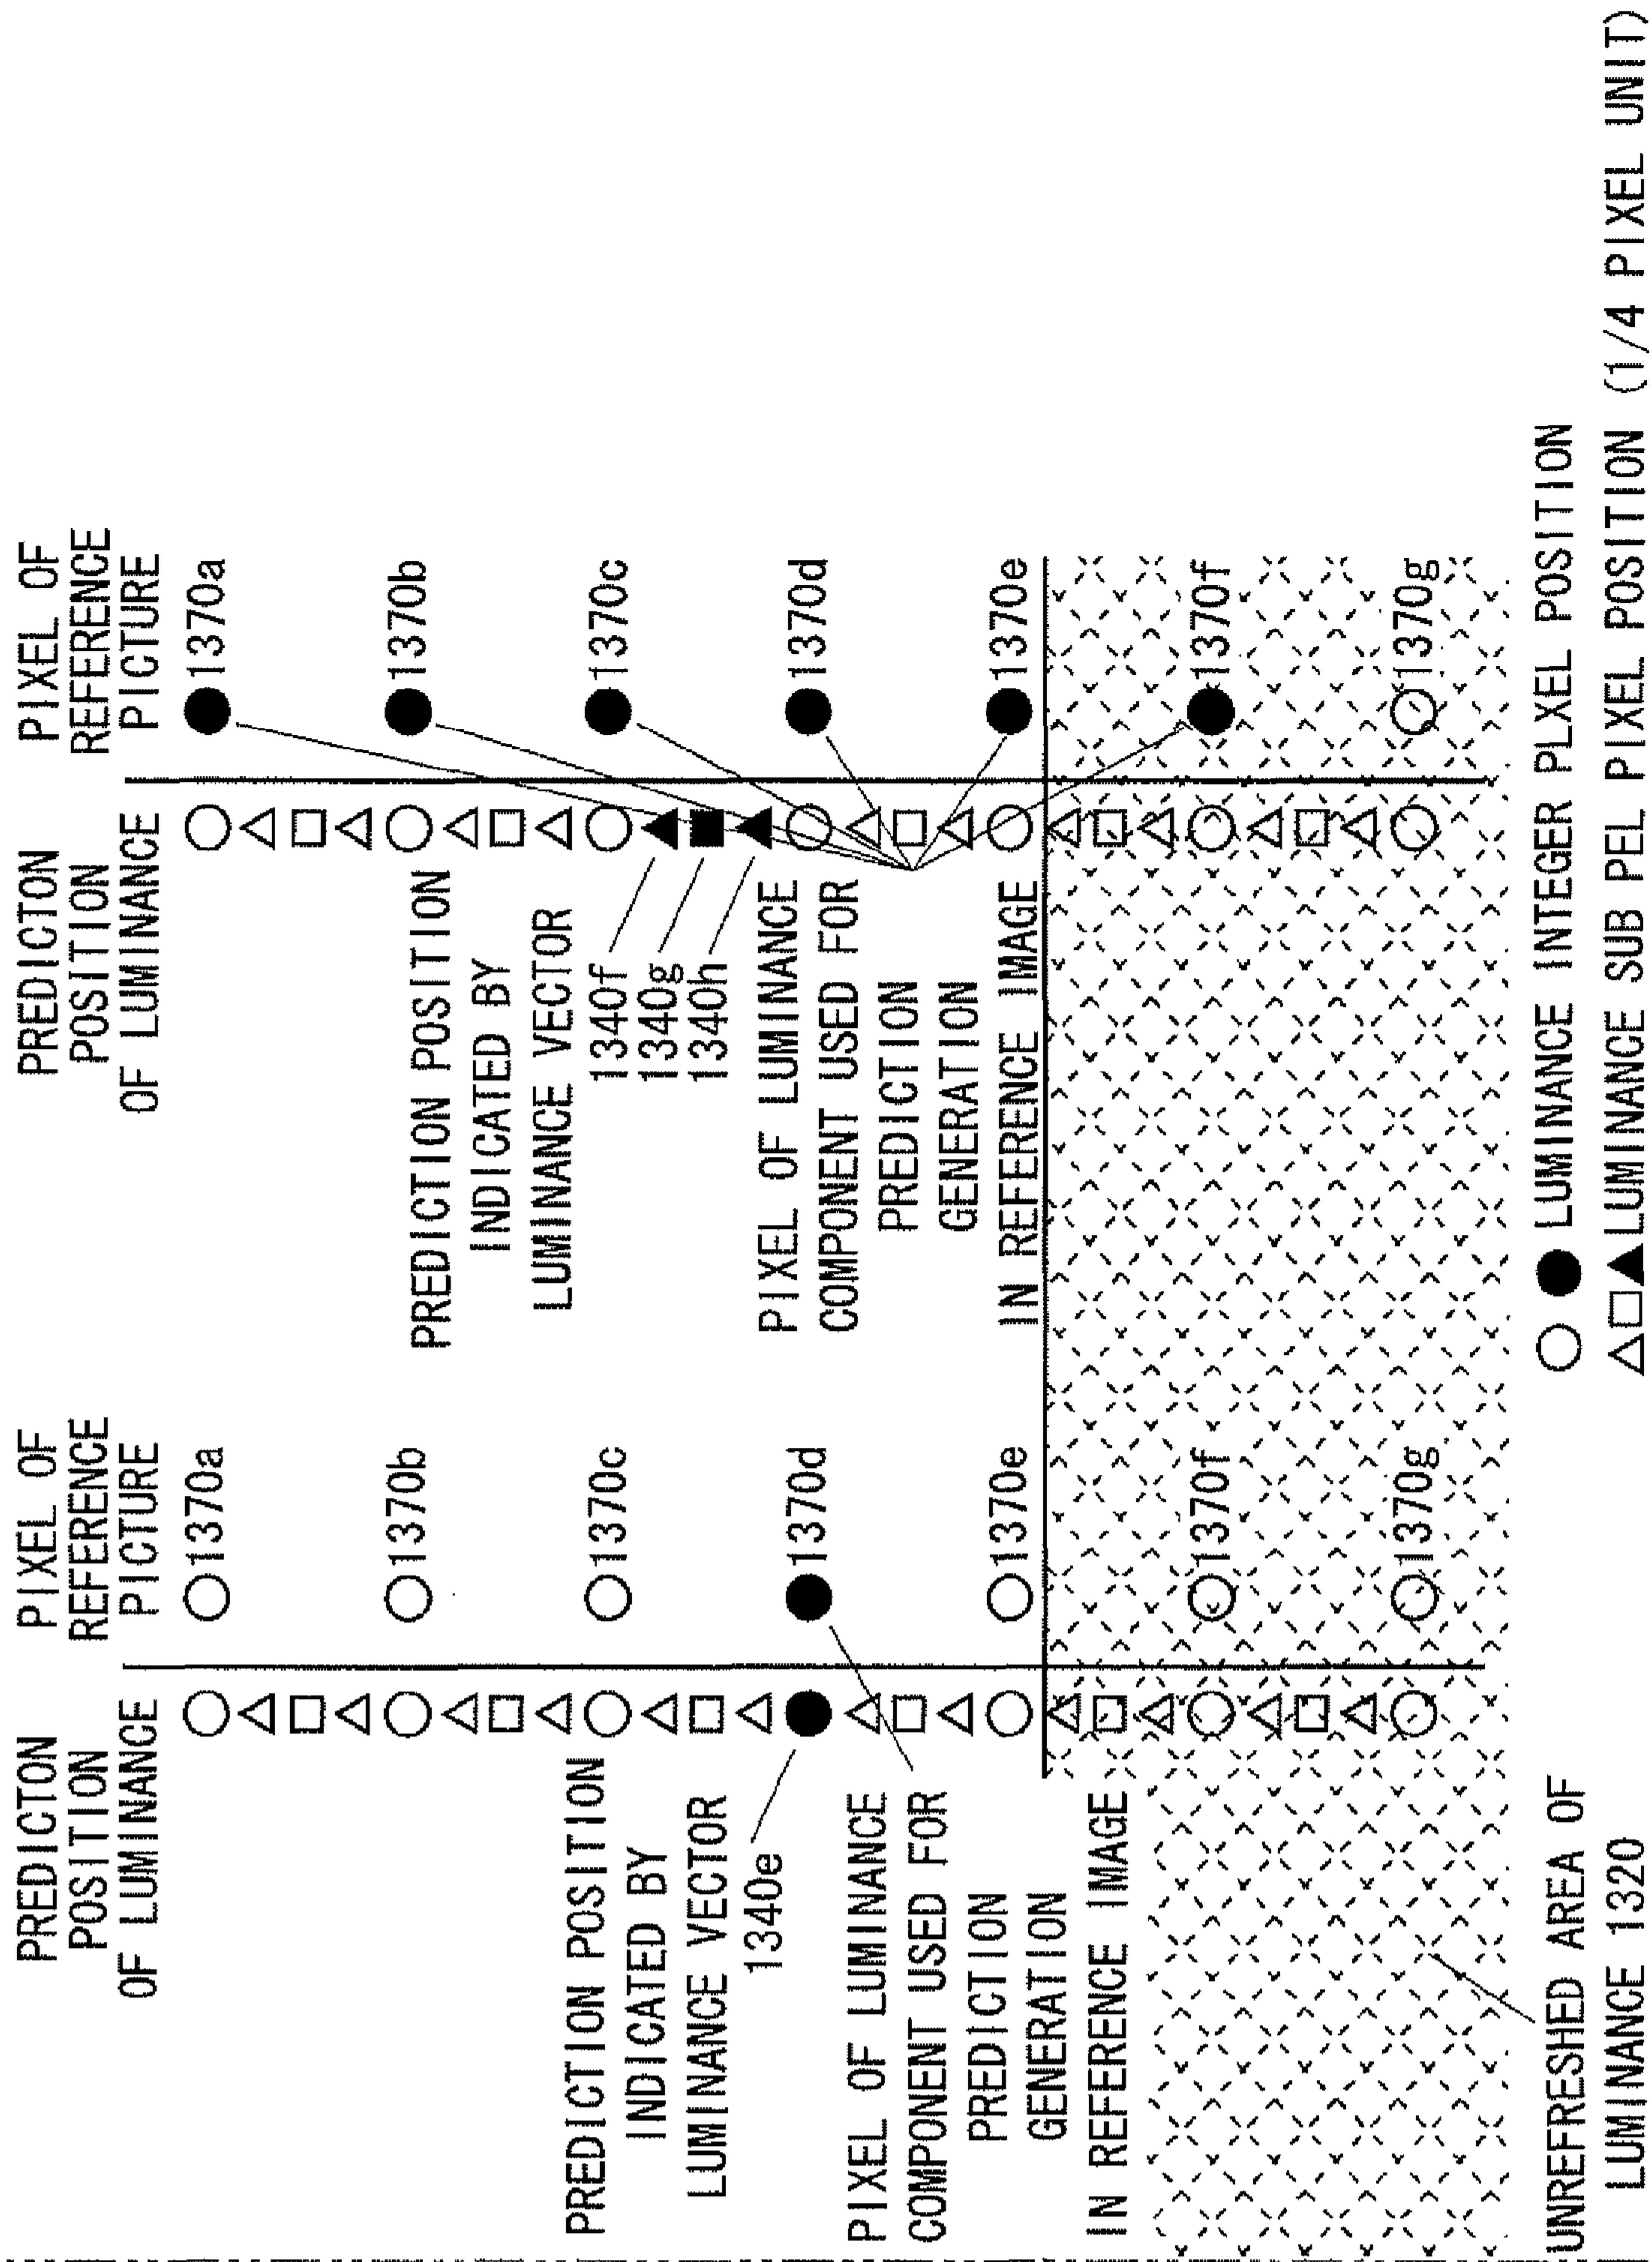 PREDICTON
POSITION
OF LUMINANCE
PIXEL OF
REFERENCE
PICTURE
1370a
1370b
1370c
1370d
1370e
1370f
1370g
PREDICTION POSITION
INDICATED BY
LUMINANCE VECTOR
1340e
PIXEL OF LUMINANCE
COMPONENT USED FOR
PREDICTION
GENERATION
IN REFERENCE IMAGE
UNREFRESHED AREA OF
LUMINANCE 1320
PREDICTON
POSITION
OF LUMINANCE
PIXEL OF
REFERENCE
PICTURE
1370a
1370b
1370c
1370d
1370e
1370f
1370g
PREDICTION POSITION
INDICATED BY
LUMINANCE VECTOR
1340f
1340g
1340h
PIXEL OF LUMINANCE
COMPONENT USED FOR
PREDICTION
GENERATION
IN REFERENCE IMAGE
LUMINANCE INTEGER PLXEL POSITION
LUMINANCE SUB PEL PIXEL POSITION (1/4 PIXEL UNIT)